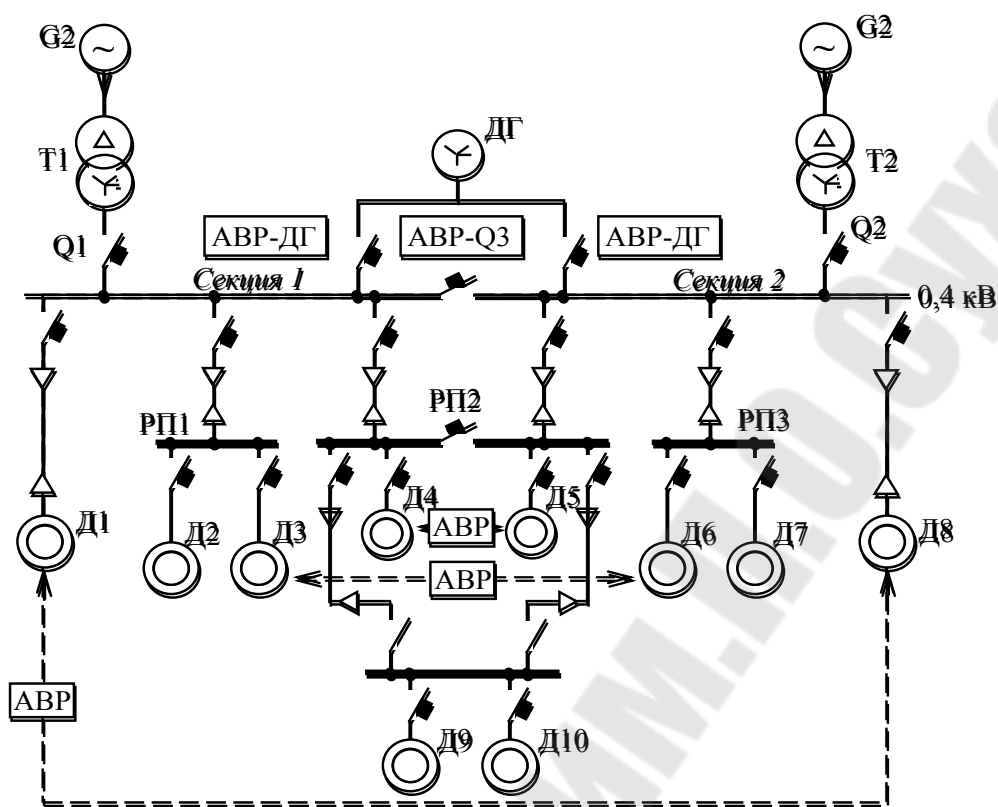 G2
G2
ДГ
T1
T2
Q1
АВР-ДГ
АВР-Q3
АВР-ДГ
Q2
Секция 1
Секция 2
0,4 кВ
РП1
РП2
РП3
Д1
Д2
Д3
Д4
АВР
Д5
Д6
Д7
Д8
АВР
АВР
Д9
Д10